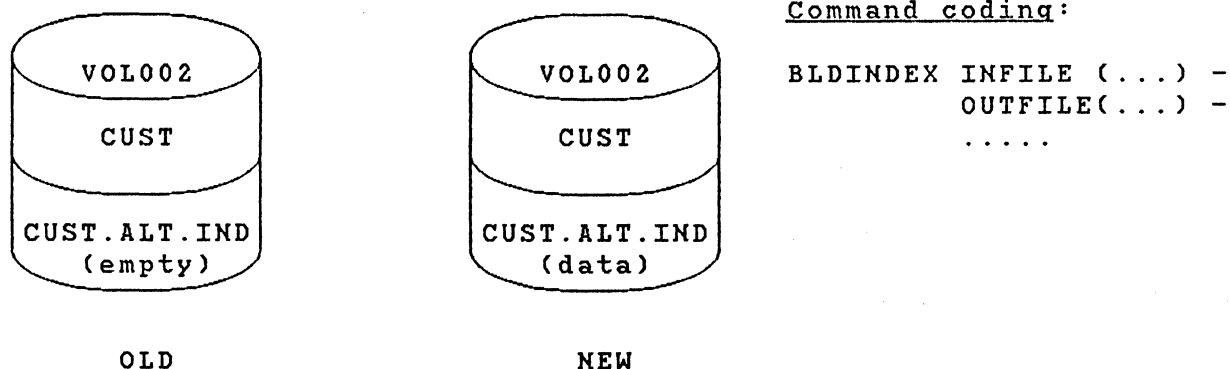 Command coding:
VOL002
CUST
CUST.ALT.IND
(empty)
OLD
VOL002
CUST
CUST.ALT.IND
(data)
NEW
BLDINDEX INFILE (...) -
OUTFILE(...) -
.....